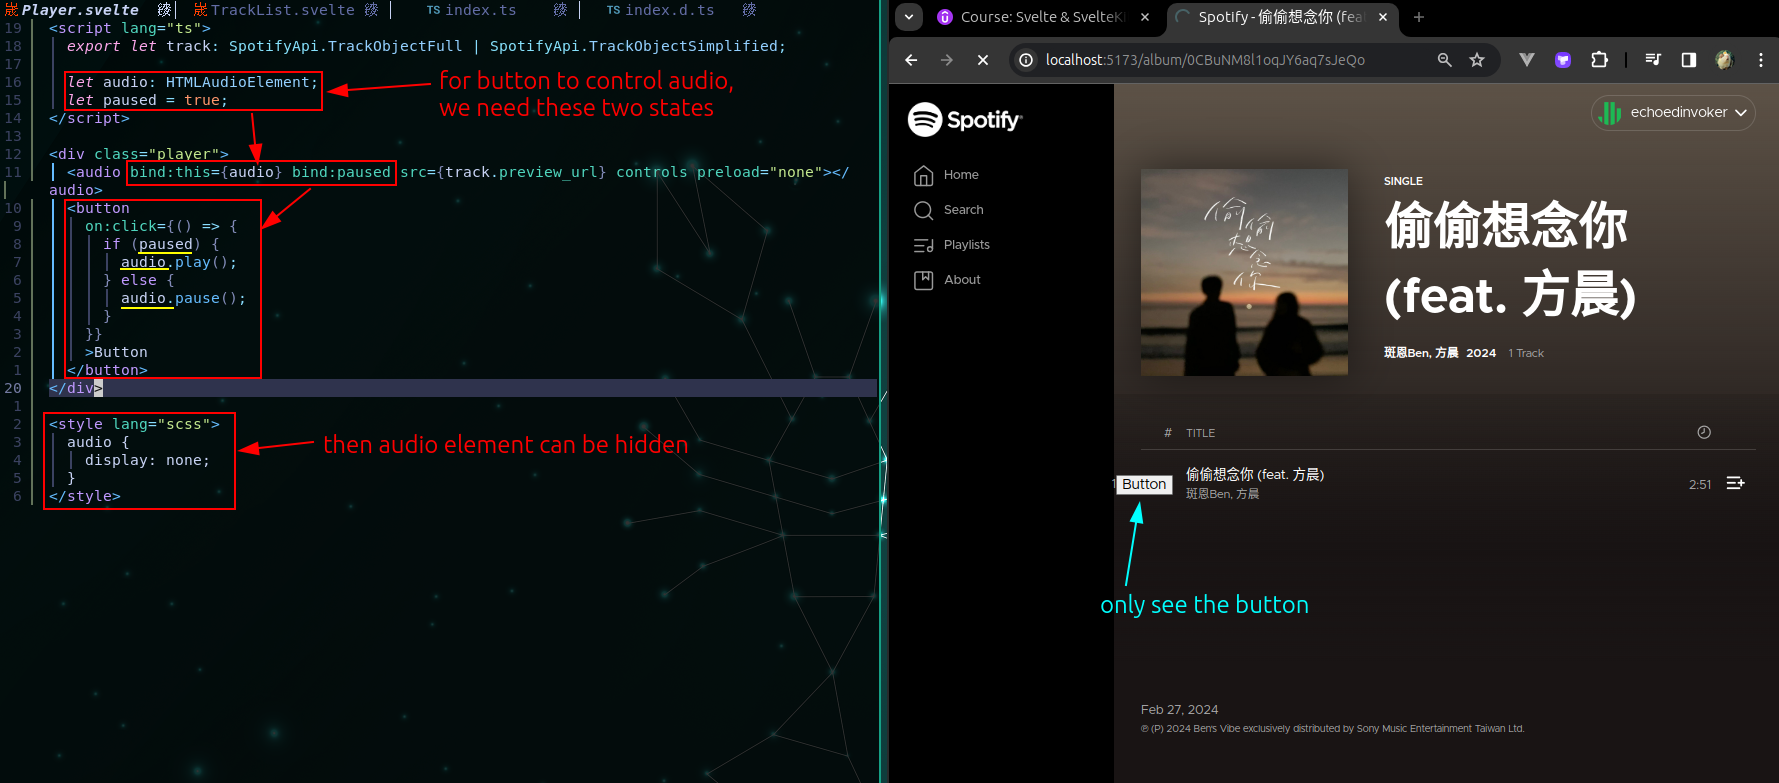 Player.svelte
TrackList.svelte
TS index.ts
TS index.d.ts
19 <script lang="ts">
18 export let track: SpotifyApi.TrackObjectFull | SpotifyApi.TrackObjectSimplified;
17
16 let audio: HTMLAudioElement;
15 let paused = true;
14 </script>
13
12 <div class="player">
11 <audio bind:this={audio} bind:paused src={track.preview_url} controls preload="none"></
audio>
10 <button
9 on:click={() => {
8 if (paused) {
7 audio.play();
6 } else {
5 audio.pause();
4 }
3 }}
2 >Button
1 </button>
20 </div>
1
2 <style lang="scss">
3 audio {
4 display: none;
5 }
6 </style>
for button to control audio,
we need these two states
then audio element can be hidden
Course: Svelte & SvelteKi
Spotify - 偷偷想念你 (fea
localhost:5173/album/0CBuNM8l1oqJY6aq7sJeQo
Spotify
Home
Search
Playlists
About
echoedinvoker
偷偷想念你
SINGLE
偷偷想念你
(feat. 方晨)
斑恩Ben, 方晨 2024 1 Track
# TITLE
1 Button 偷偷想念你 (feat. 方晨) 2:51
斑恩Ben, 方晨
only see the button
Feb 27, 2024
℗ (P) 2024 Ben's Vibe exclusively distributed by Sony Music Entertainment Taiwan Ltd.